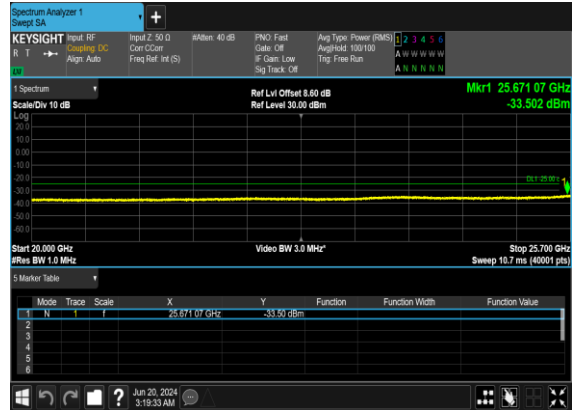 Spectrum Analyzer 1
Swept SA
+
KEYSIGHT Input: RF Input Z: 50 Ω #Atten: 40 dB PNO: Fast Avg Type: Power (RMS) 1 2 3 4 5 6
R T Coupling: DC Corr CCorr Gate: Off Avg|Hold: 100/100 A W W W W W
Align: Auto Freq Ref: Int (S) IF Gain: Low Trig: Free Run
Sig Track: Off A N N N N N
1 Spectrum Ref Lvl Offset 8.60 dB Mkr1 25.671 07 GHz
Scale/Div 10 dB Ref Level 30.00 dBm -33.502 dBm
Log
20.0
10.0
0.00
-10.0
-20.0
DL1 -25.00
1
-30.0
-40.0
-50.0
-60.0
Start 20.000 GHz Video BW 3.0 MHz* Stop 25.700 GHz
#Res BW 1.0 MHz Sweep 10.7 ms (40001 pts)
5 Marker Table
Mode Trace Scale X Y Function Function Width Function Value
1 N 1 f 25.671 07 GHz -33.50 dBm
2
3
4
5
6
? Jun 20, 2024
3:19:33 AM